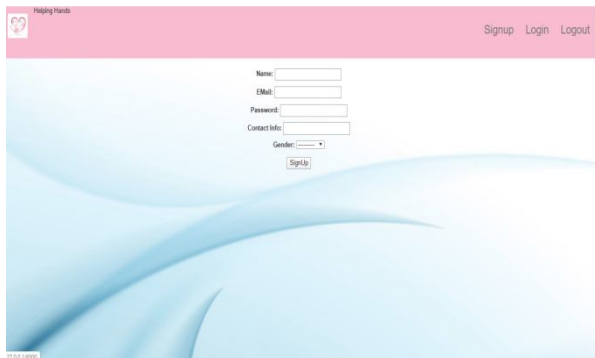 Helping Hands
Signup Login Logout
Name:
EMail:
Password:
Contact Info:
Gender: ---------
SignUp